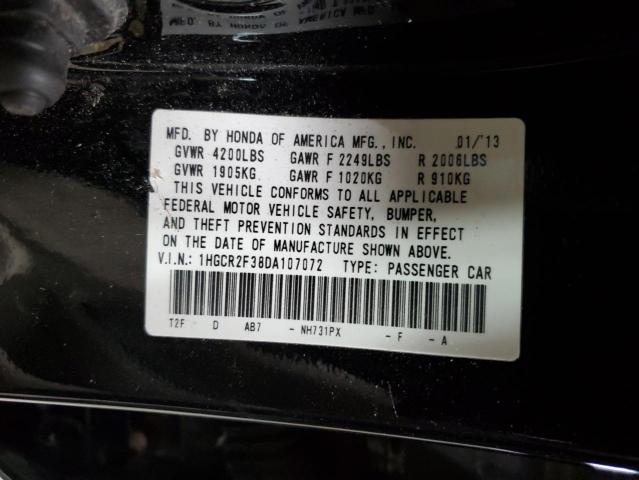 MFD. BY HONDA OF AMERICA MFG., INC. 01/'13
GVWR 4200LBS GAWR F 2249LBS R 2006LBS
GVWR 1905KG GAWR F 1020KG R 910KG
THIS VEHICLE CONFORMS TO ALL APPLICABLE
FEDERAL MOTOR VEHICLE SAFETY, BUMPER,
AND THEFT PREVENTION STANDARDS IN EFFECT
ON THE DATE OF MANUFACTURE SHOWN ABOVE.
V.I.N.: 1HGCR2F38DA107072 TYPE: PASSENGER CAR
T2F D AB7 - NH731PX - F - A